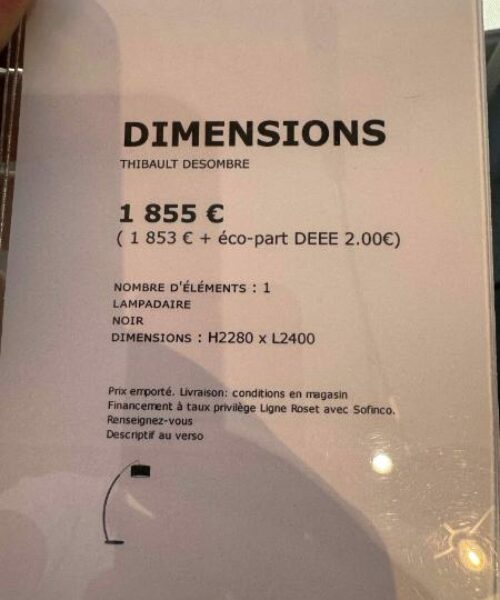 DIMENSIONS
THIBAULT DESOMBRE
1 855 €
( 1 853 € + éco-part DEEE 2.00€)
NOMBRE D'ÉLÉMENTS : 1
LAMPADAIRE
NOIR
DIMENSIONS : H2280 x L2400
Prix emporté. Livraison: conditions en magasin
Financement à taux privilège Ligne Roset avec Sofinco.
Renseignez-vous
Descriptif au verso